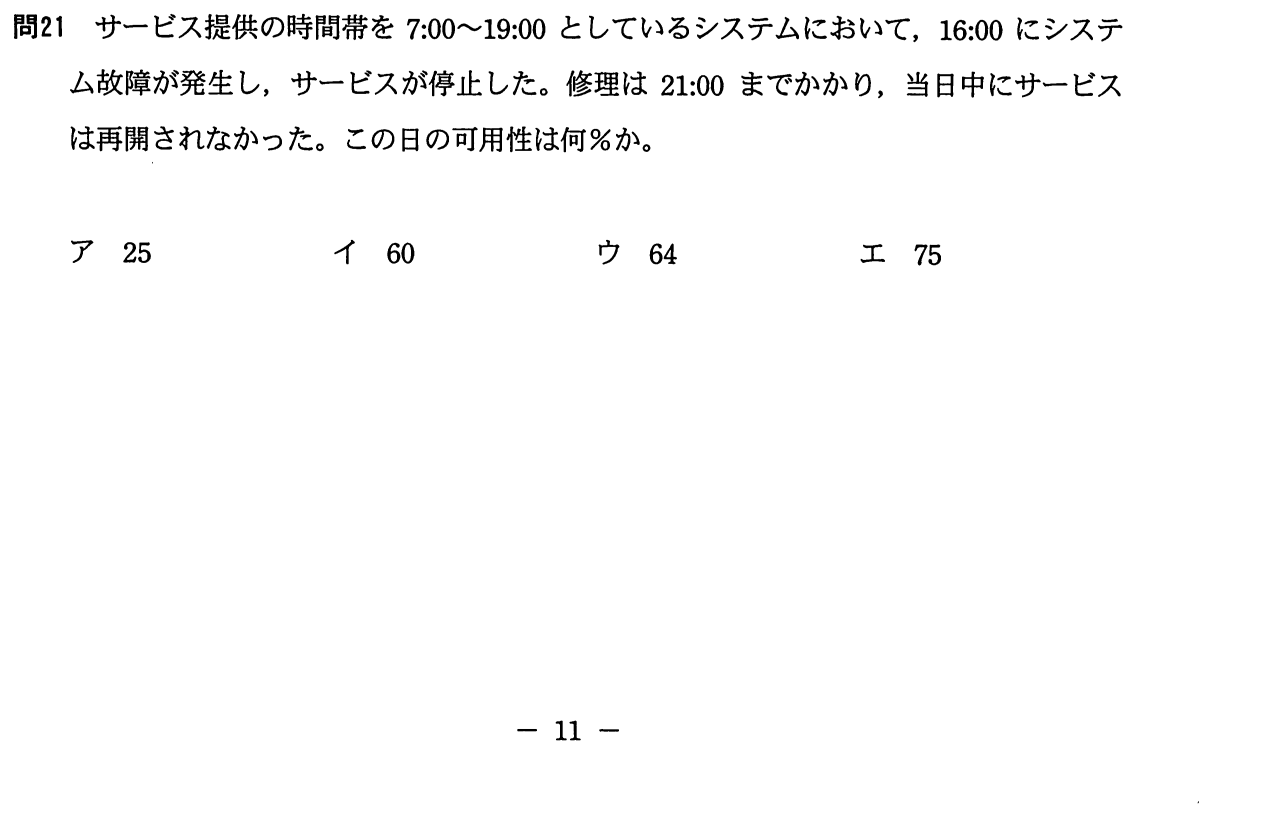 問21　サービス提供の時間帯を 7:00～19:00 としているシステムにおいて，16:00 にシステ
ム故障が発生し，サービスが停止した。修理は 21:00 までかかり，当日中にサービス
は再開されなかった。この日の可用性は何％か。
ア　25　イ　60　ウ　64　エ　75
－ 11 －